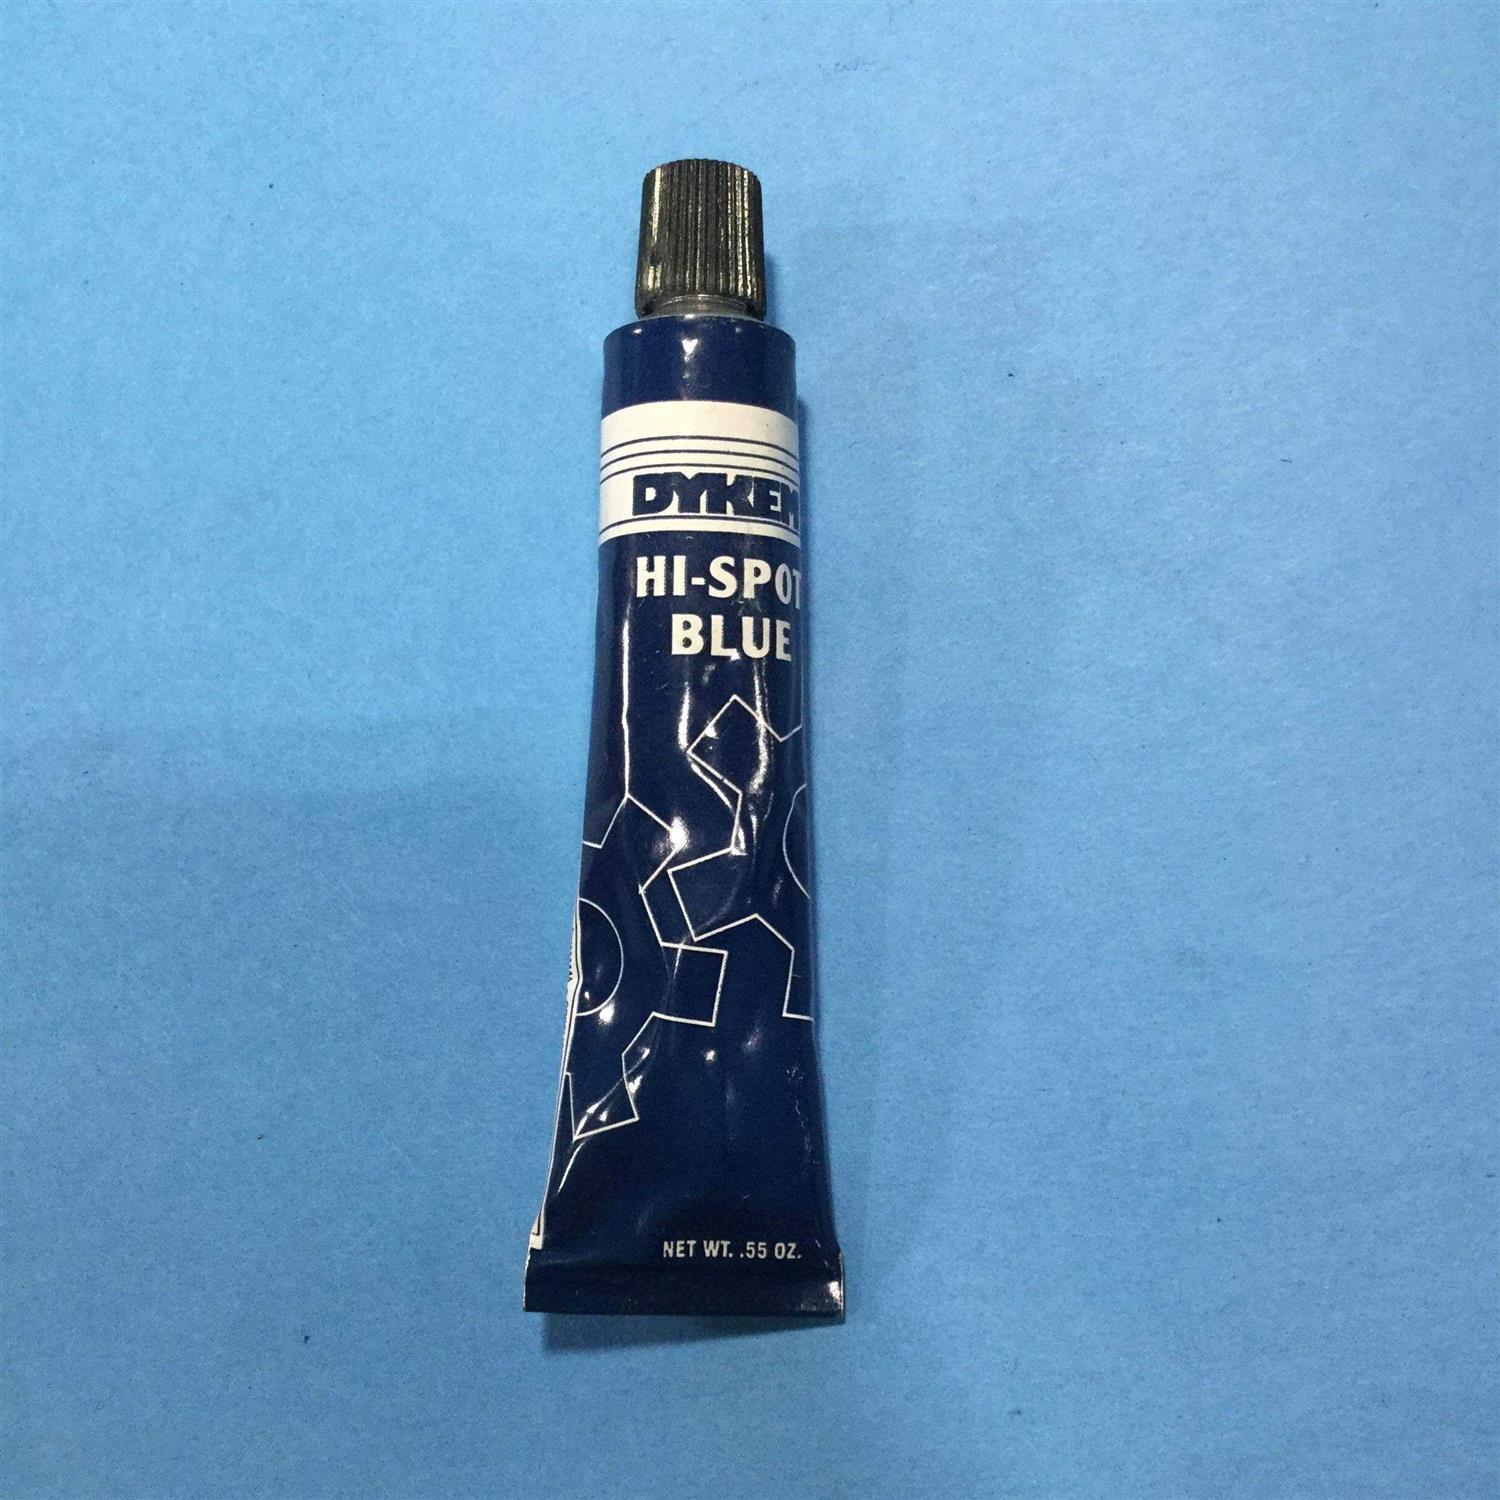 DYKEM
HI-SPOT
BLUE
NET WT. .55 OZ.